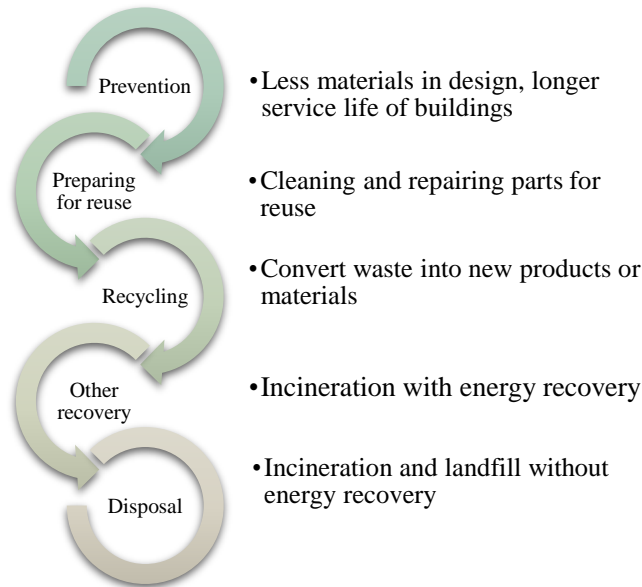 Prevention
•Less materials in design, longer
service life of buildings
Preparing
for reuse
•Cleaning and repairing parts for
reuse
Recycling
•Convert waste into new products or
materials
Other
recovery
•Incineration with energy recovery
Disposal
•Incineration and landfill without
energy recovery